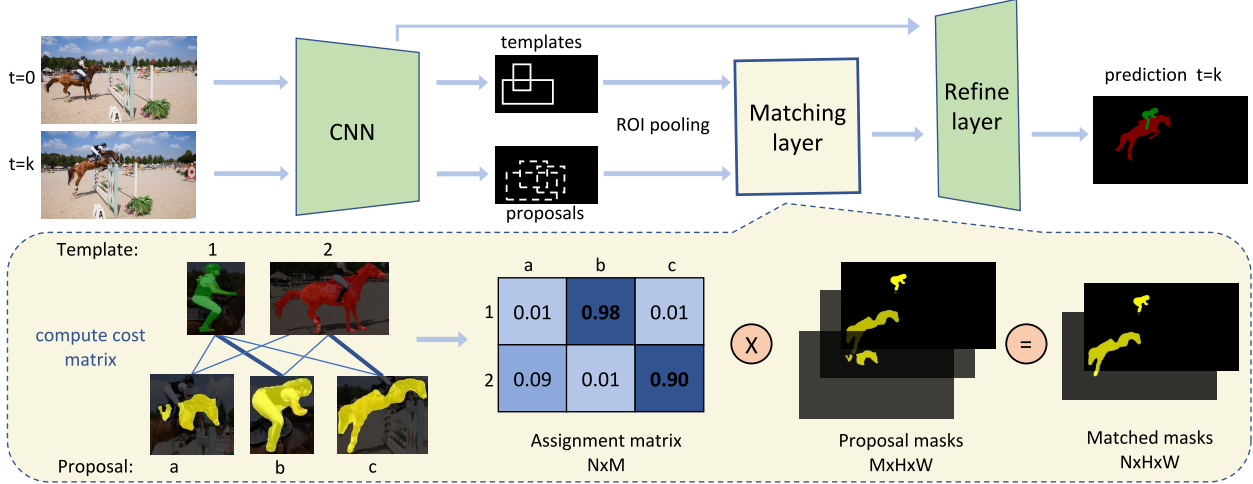 t=0
t=k
CNN
templates
proposals
ROI pooling
Matching
layer
Refine
layer
prediction t=k
Template:
1
2
compute cost
matrix
Proposal:
a
b
c
a b c
1 0.01 0.98 0.01
2 0.09 0.01 0.90
Assignment matrix
NxM
X
Proposal masks
MxHxW
=
Matched masks
NxHxW